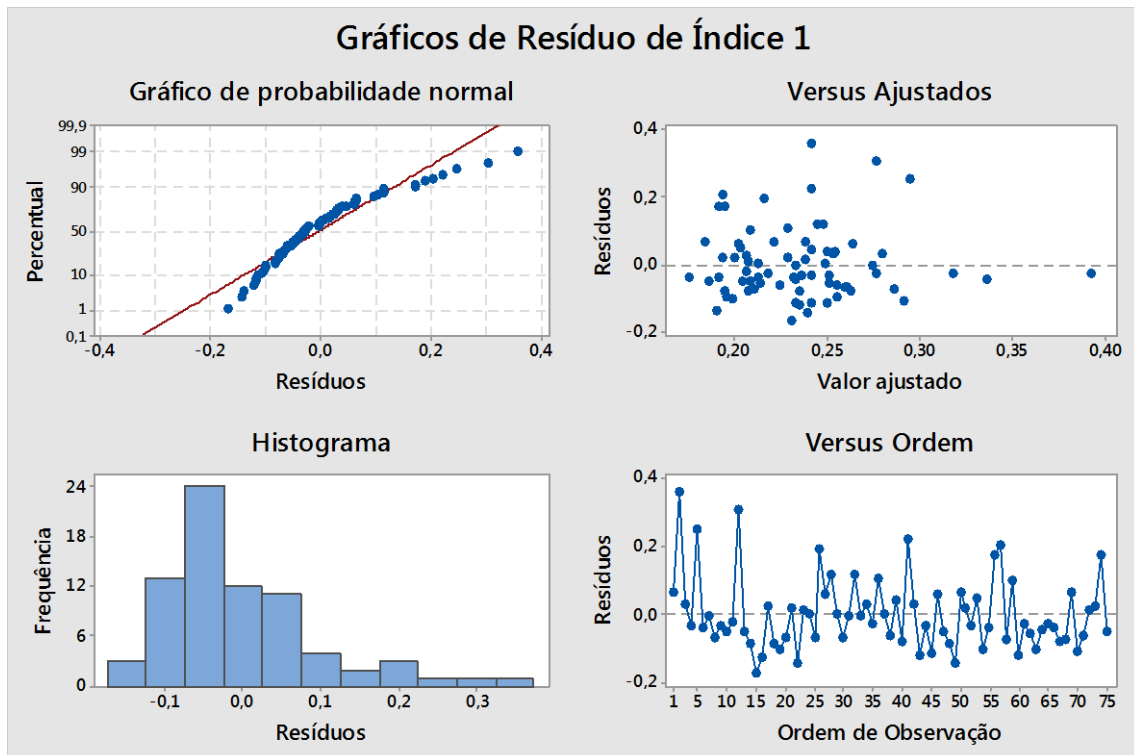 Gráficos de Resíduo de Índice 1
Gráfico de probabilidade normal
99,9
99
90
50
10
1
0,1
Percentual
-0,4 -0,2 0,0 0,2 0,4
Resíduos
Versus Ajustados
0,4
0,2
0,0
-0,2
Resíduos
0,20 0,25 0,30 0,35 0,40
Valor ajustado
Histograma
24
18
12
6
0
Frequência
-0,1 0,0 0,1 0,2 0,3
Resíduos
Versus Ordem
0,4
0,2
0,0
-0,2
Resíduos
1 5 10 15 20 25 30 35 40 45 50 55 60 65 70 75
Ordem de Observação